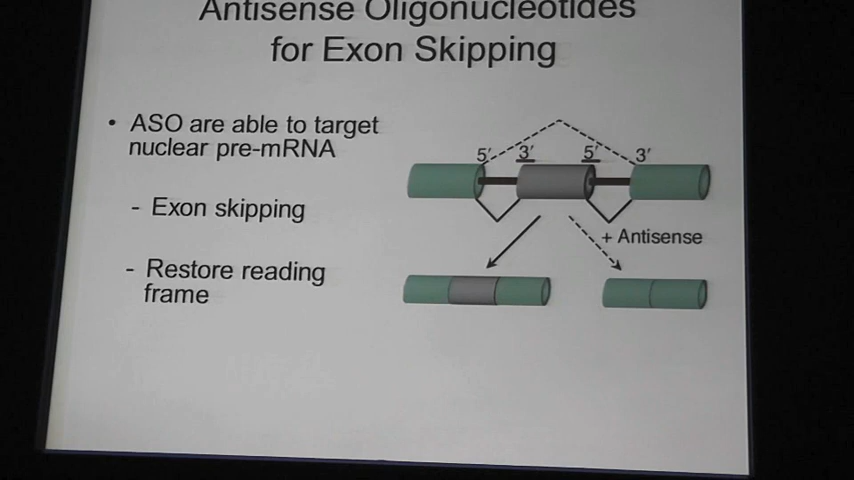 Antisense Oligonucleotides
for Exon Skipping
• ASO are able to target
nuclear pre-mRNA
- Exon skipping
- Restore reading
frame
5′ 3′ 5′ 3′
+ Antisense